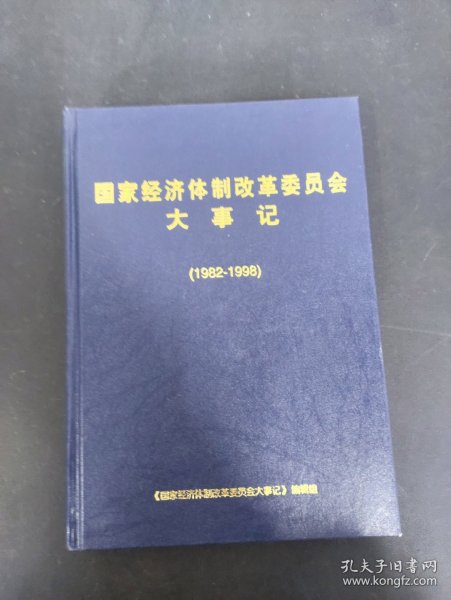 国家经济体制改革委员会
大事记
(1982-1998)
《国家经济体制改革委员会大事记》编辑组
孔夫子旧书网
www.kongfz.com